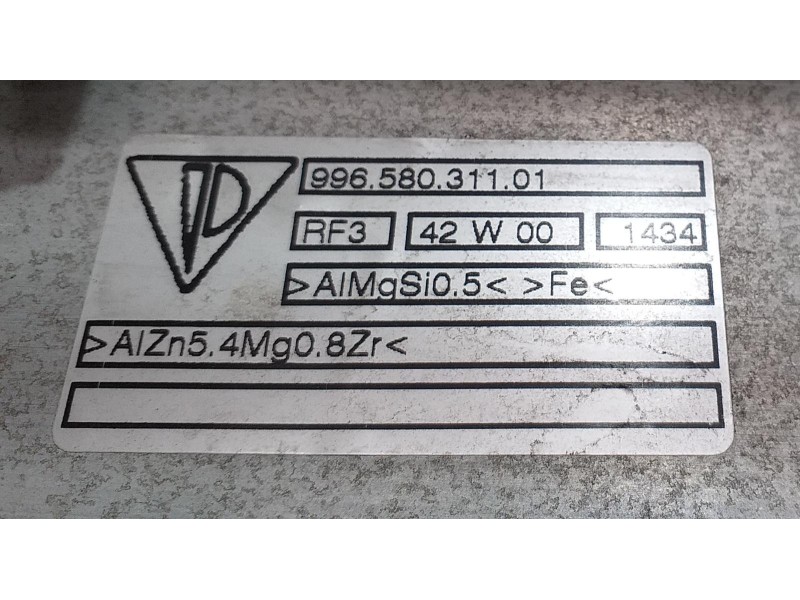 996.580.311.01
RF3 42 W 00 1434
>AlMgSi0.5< >Fe<
>AlZn5.4Mg0.8Zr<